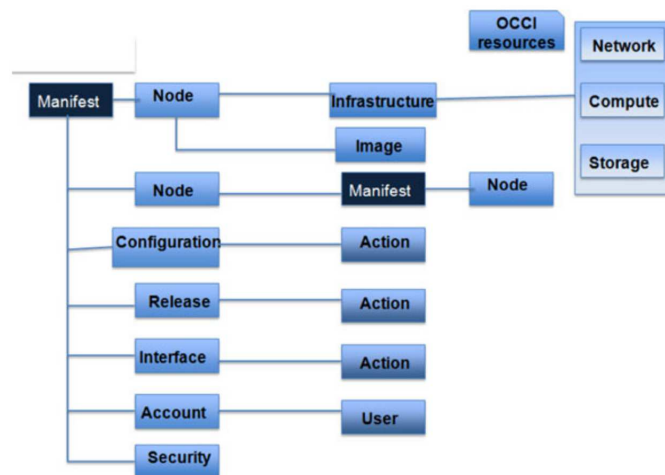 OCCI
resources
Network
Manifest
Node
Infrastructure
Compute
Image
Storage
Node
Manifest
Node
Configuration
Action
Release
Action
Interface
Action
Account
User
Security